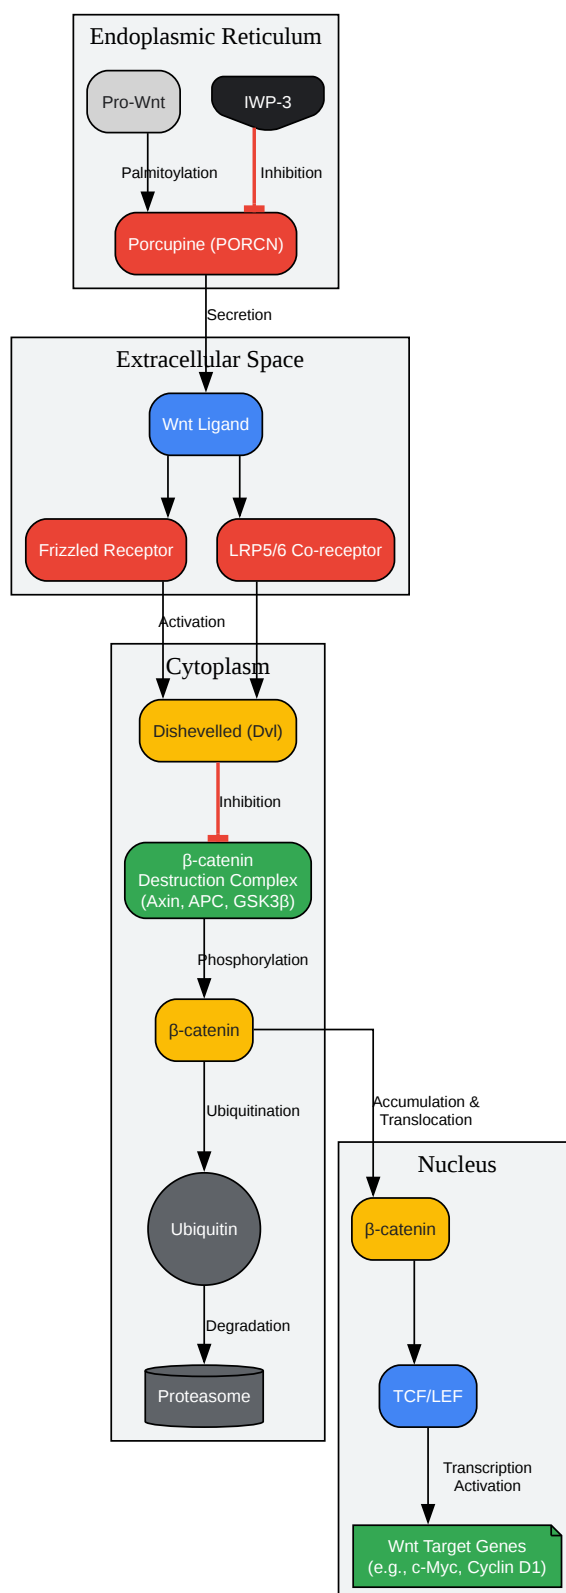 Endoplasmic Reticulum
Pro-Wnt
IWP-3
Palmitoylation
Inhibition
Porcupine (PORCN)
Secretion
Extracellular Space
Wnt Ligand
Frizzled Receptor
LRP5/6 Co-receptor
Activation
Cytoplasm
Dishevelled (Dvl)
Inhibition
β-catenin
Destruction Complex
(Axin, APC, GSK3β)
Phosphorylation
β-catenin
Accumulation &
Translocation
Ubiquitination
Nucleus
Ubiquitin
β-catenin
Degradation
Proteasome
TCF/LEF
Transcription
Activation
Wnt Target Genes
(e.g., c-Myc, Cyclin D1)